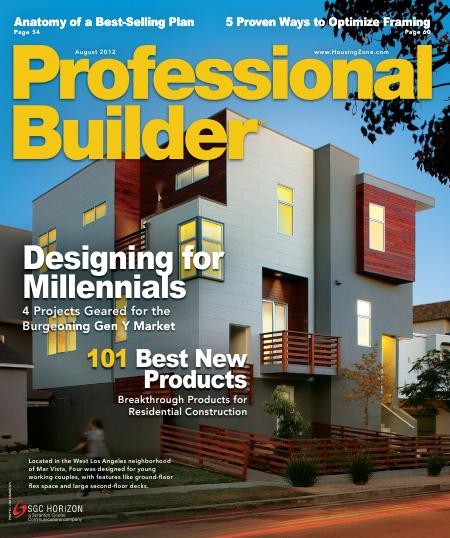 Anatomy of a Best-Selling Plan
Page 54
5 Proven Ways to Optimize Framing
Page 60
August 2012
www.HousingZone.com
Professional
Builder
Designing for
Millennials
4 Projects Geared for the
Burgeoning Gen Y Market
101 Best New
Products
Breakthrough Products for
Residential Construction
Located in the West Los Angeles neighborhood
of Mar Vista, Four was designed for young
working couples, with features like ground-floor
flex space and large second-floor decks.
SGC HORIZON
a Scranton Gillette
Communications company